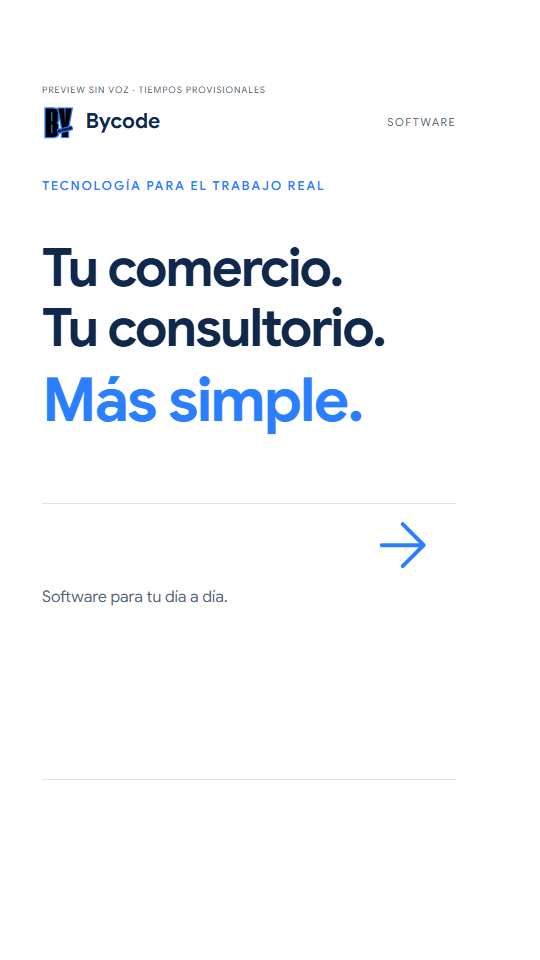 PREVIEW SIN VOZ · TIEMPOS PROVISIONALES
BY
Bycode
SOFTWARE
TECNOLOGÍA PARA EL TRABAJO REAL
Tu comercio.
Tu consultorio.
Más simple.
Software para tu día a día.